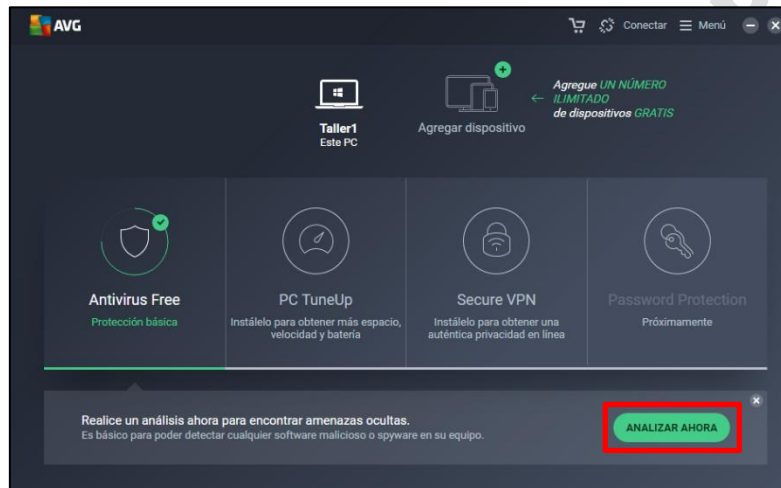 AVG
Conectar
Menú
Agregue UN NÚMERO
ILIMITADO
de dispositivos GRATIS
Taller1
Este PC
Agregar dispositivo
Antivirus Free
Protección básica
PC TuneUp
Instálelo para obtener más espacio,
velocidad y batería
Secure VPN
Instálelo para obtener una
auténtica privacidad en línea
Password Protection
Próximamente
Realice un análisis ahora para encontrar amenazas ocultas.
Es básico para poder detectar cualquier software malicioso o spyware en su equipo.
ANALIZAR AHORA